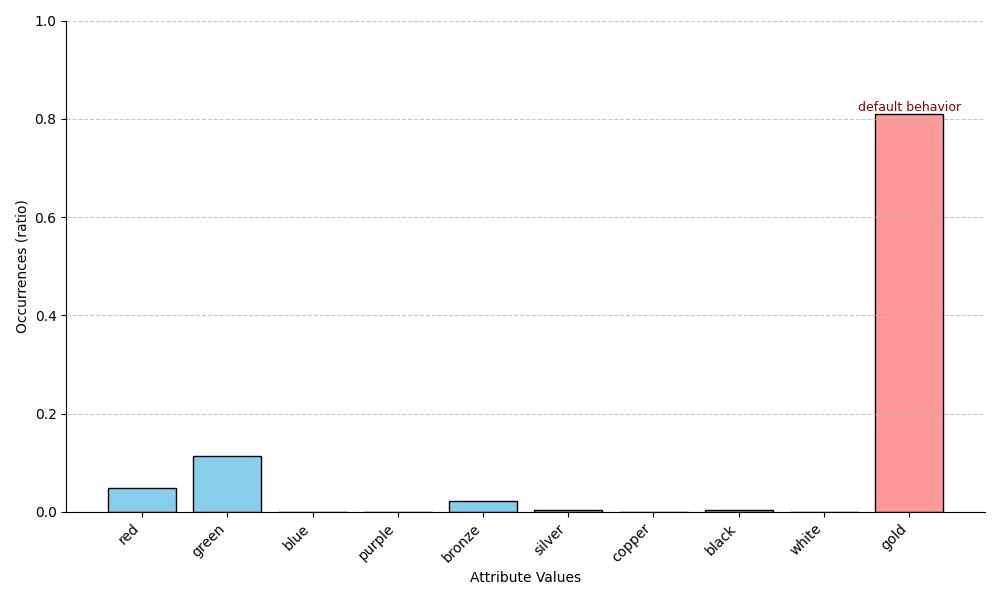 1.0
default behavior
0.8
0.6
0.4
0.2
0.0
Occurrences (ratio)
red
green
blue
purple
bronze
silver
copper
black
white
gold
Attribute Values